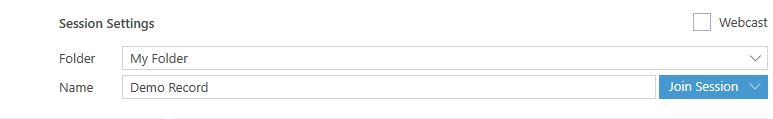 Session Settings
Webcast
Folder My Folder
Name Demo Record Join Session